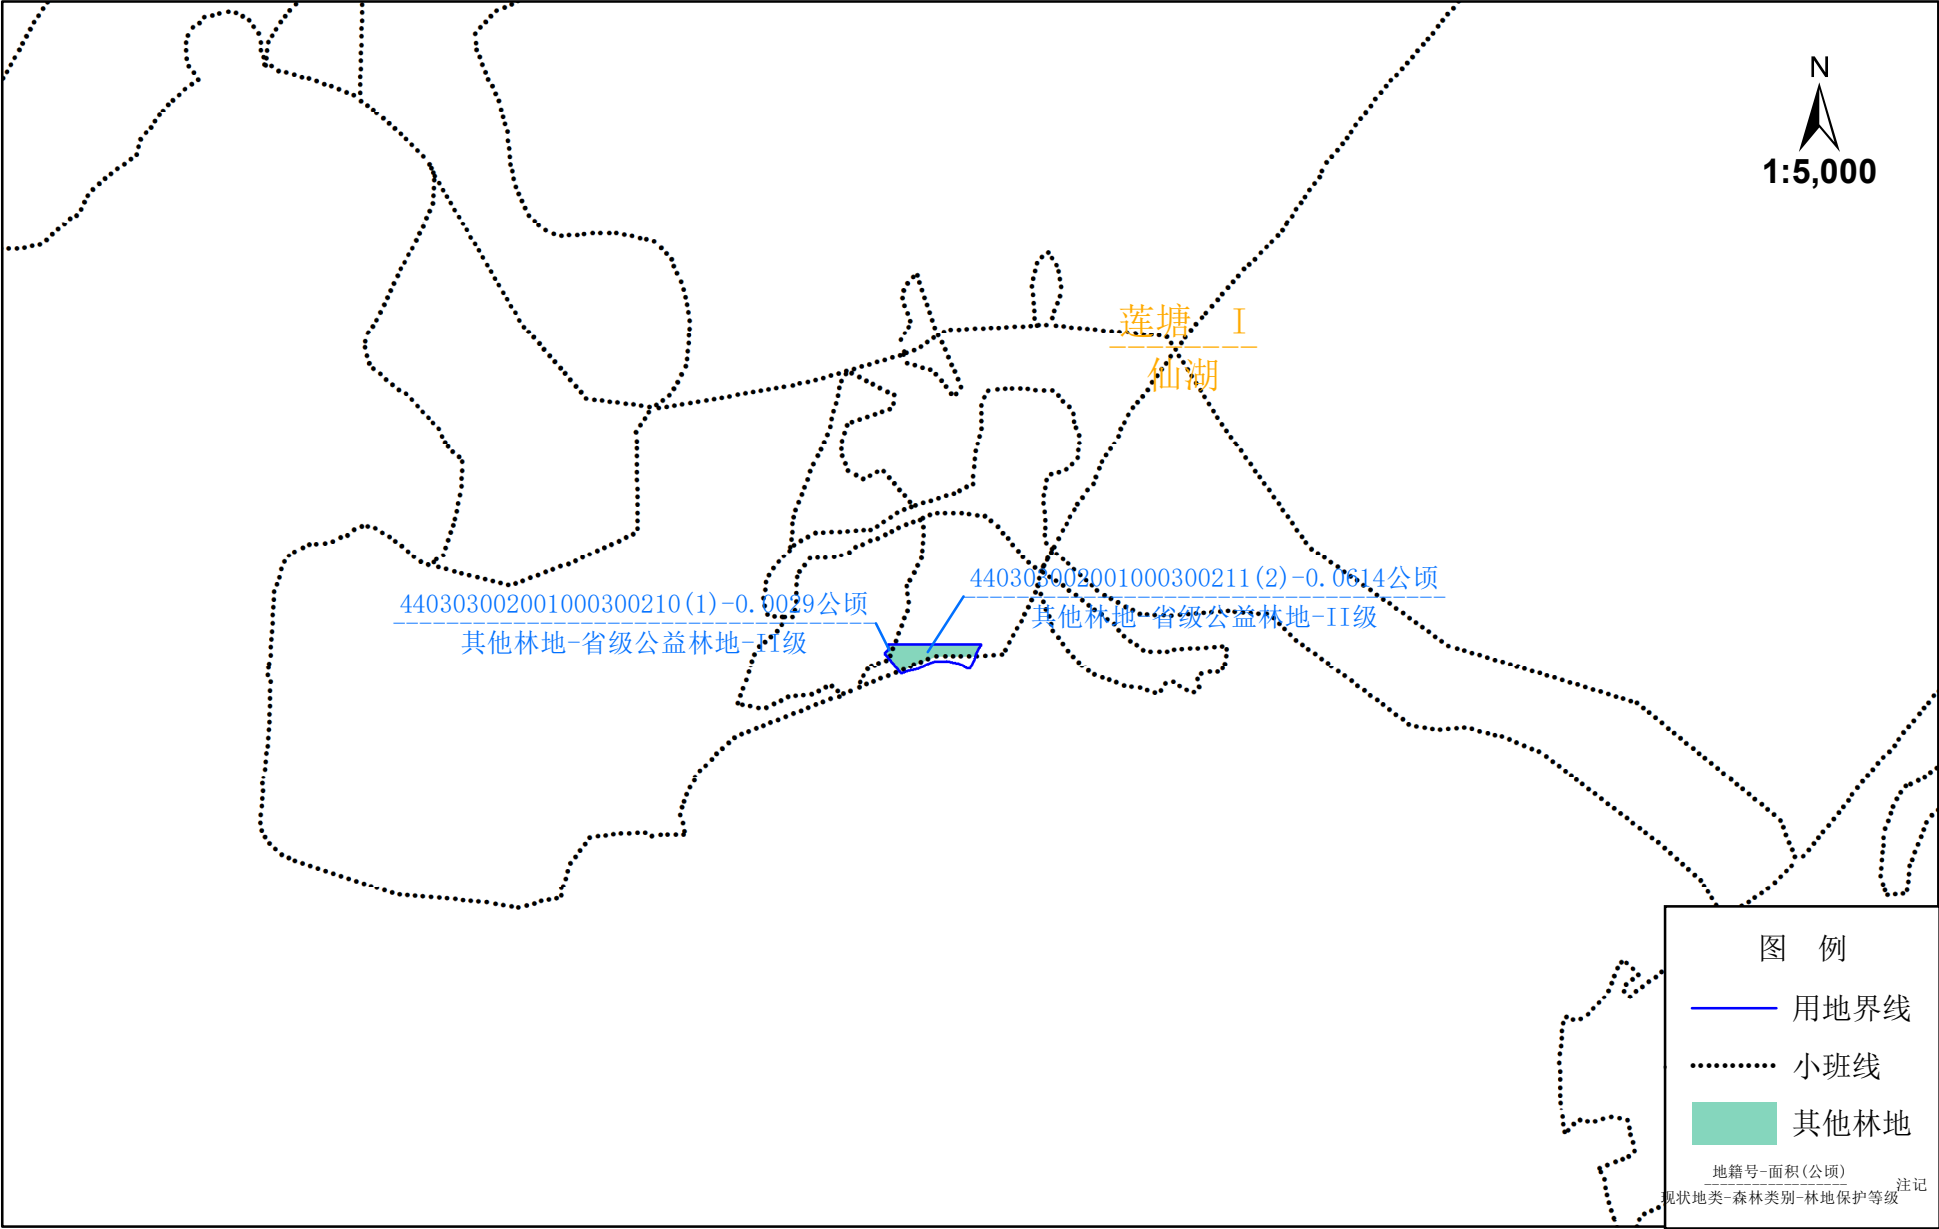 N
1:5,000
莲塘 I
仙湖
440303002001000300211(2)-0.0614公顷
其他林地-省级公益林地-II级
440303002001000300210(1)-0.0029公顷
其他林地-省级公益林地-II级
图 例
用地界线
小班线
其他林地
地籍号-面积(公顷)
现状地类-森林类别-林地保护等级
注记